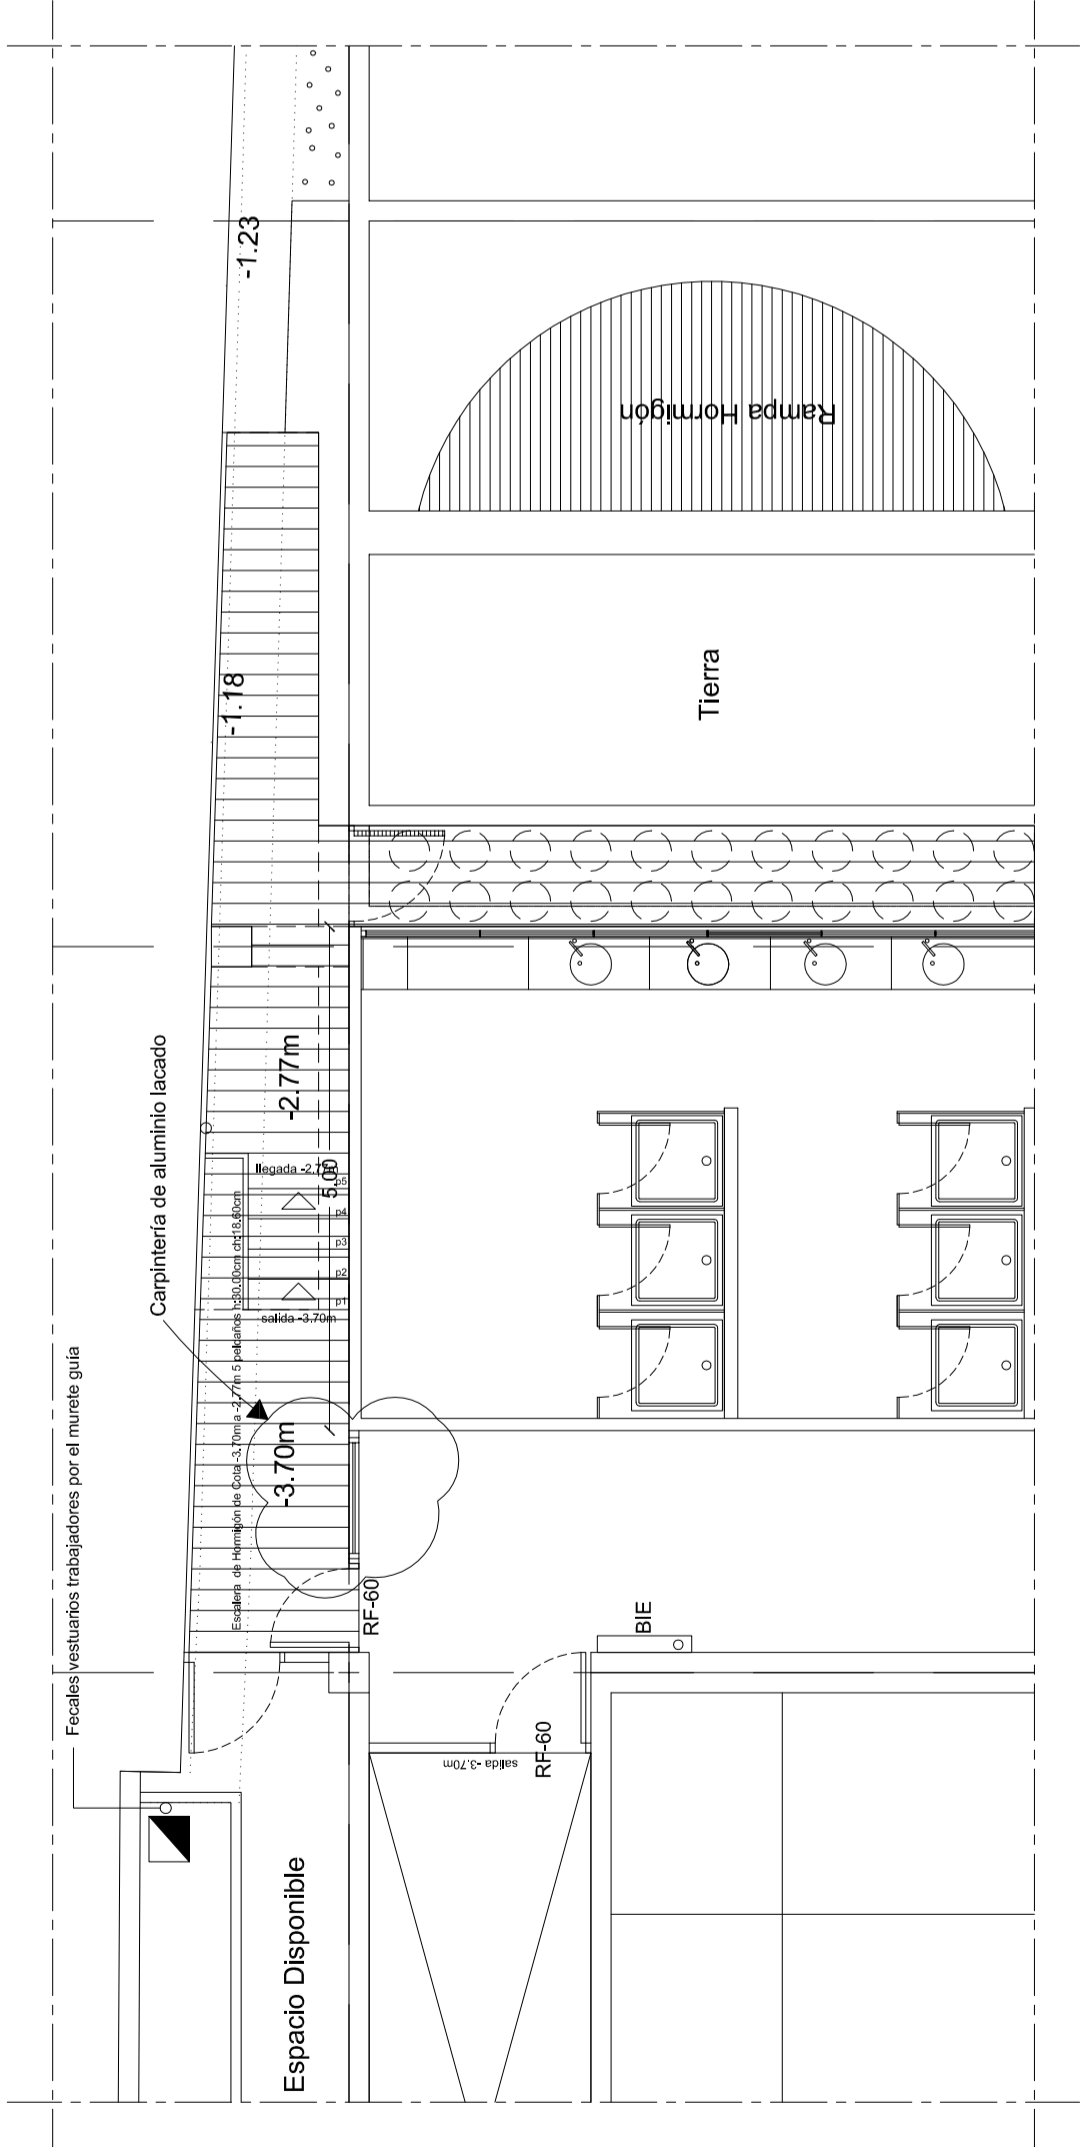 -1.23
Rampa Hormigón
-1.18
Tierra
Carpintería de aluminio lacado
-2.77m
llegada -2.77m
5.00
p5
p4
p3
p2
p1
salida -3.70m
Escalera de Hormigón de Cota -3.70m a -2.77m 5 peldaños h:30.00cm ch:18.60cm
-3.70m
Fecales vestuarios trabajadores por el murete guía
RF-60
BIE
RF-60
salida -3.70m
Espacio Disponible